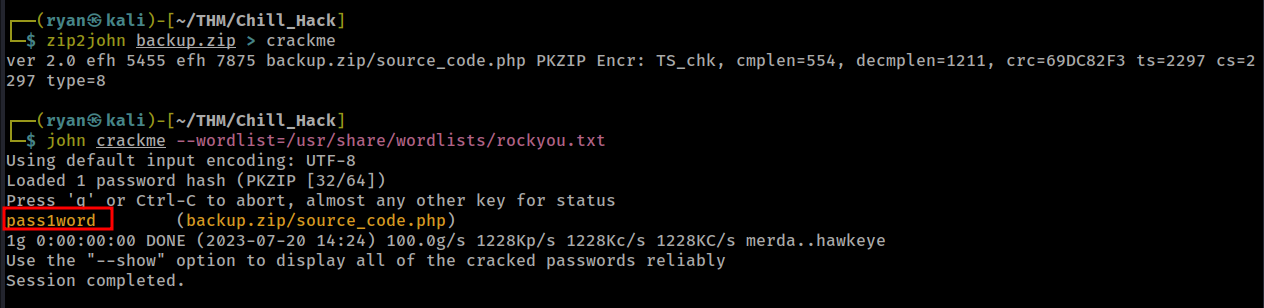 ┌──(ryan㉿kali)-[~/THM/Chill_Hack]
└─$ zip2john backup.zip > crackme
ver 2.0 efh 5455 efh 7875 backup.zip/source_code.php PKZIP Encr: TS_chk, cmplen=554, decmplen=1211, crc=69DC82F3 ts=2297 cs=2
297 type=8
┌──(ryan㉿kali)-[~/THM/Chill_Hack]
└─$ john crackme --wordlist=/usr/share/wordlists/rockyou.txt
Using default input encoding: UTF-8
Loaded 1 password hash (PKZIP [32/64])
Press 'q' or Ctrl-C to abort, almost any other key for status
pass1word        (backup.zip/source_code.php)
1g 0:00:00:00 DONE (2023-07-20 14:24) 100.0g/s 1228Kp/s 1228Kc/s 1228KC/s merda..hawkeye
Use the "--show" option to display all of the cracked passwords reliably
Session completed.